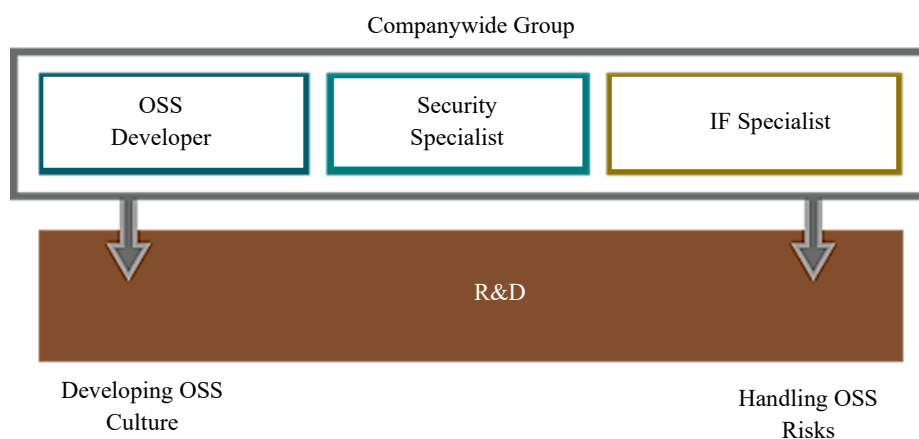 Companywide Group
OSS
Developer
Security
Specialist
IF Specialist
R&D
Developing OSS
Culture
Handling OSS
Risks